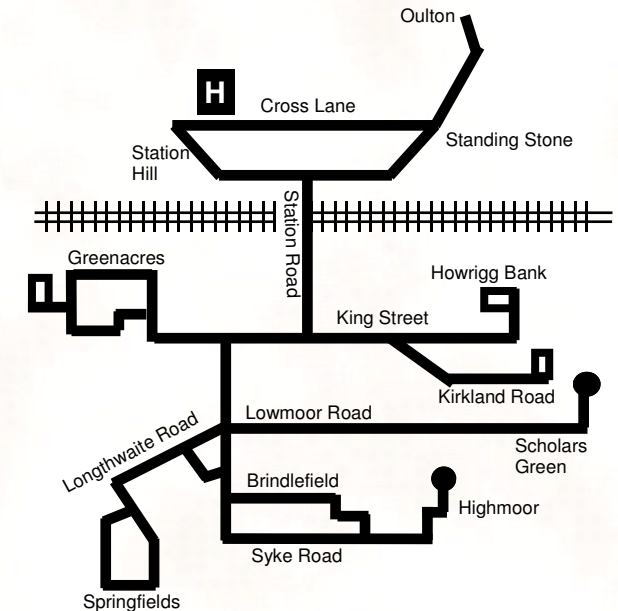 Oulton
H
Cross Lane
Standing Stone
Station
Hill
Station Road
Greenacres
Howrigg Bank
King Street
Kirkland Road
Lowmoor Road
Longthwaite Road
Scholars
Green
Brindlefield
Highmoor
Syke Road
Springfields